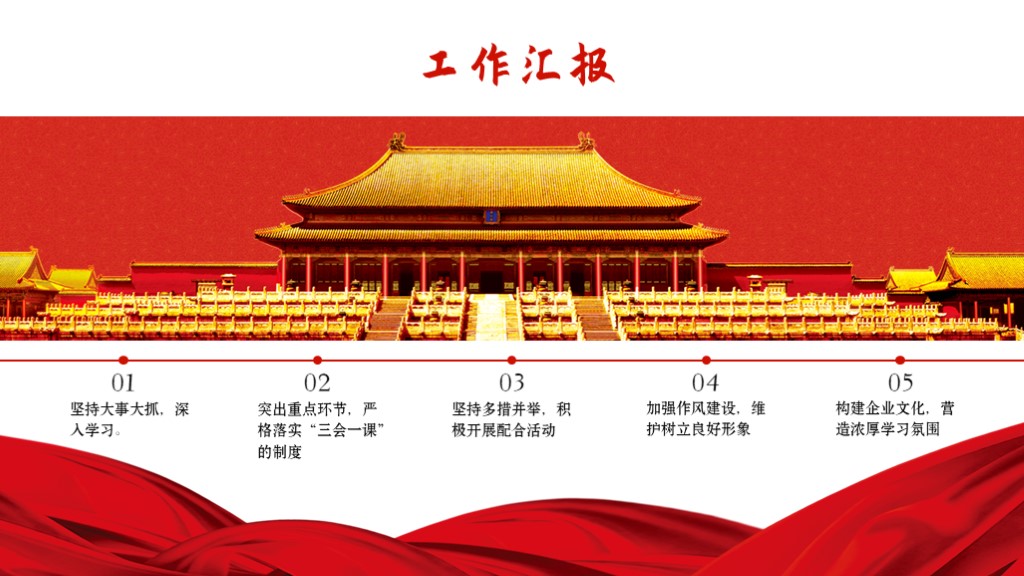 工作汇报
01
坚持大事大抓，深
入学习。
02
突出重点环节，严
格落实“三会一课”
的制度
03
坚持多措并举，积
极开展配合活动
04
加强作风建设，维
护树立良好形象
05
构建企业文化，营
造浓厚学习氛围